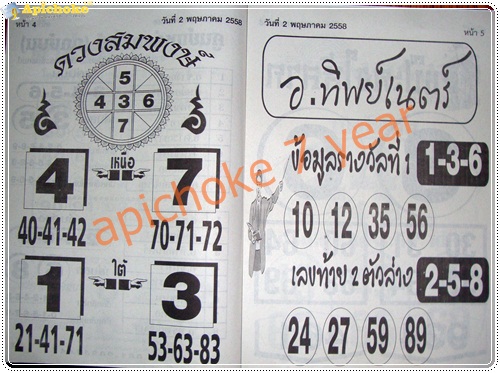 Apichoke
หน้า 4
วันที่ 2 พฤษภาคม 2558
ดวงสมพงษ์
5
4 3 6
7
4 เหนือ 7
40-41-42 70-71-72
1 ใต้ 3
21-41-71 53-63-83
วันที่ 2 พฤษภาคม 2558
หน้า 5
อ.ทิพย์เนตร์
ข้อมูลรางวัลที่ 1 1-3-6
10 12 35 56
เลขท้าย 2 ตัวล่าง 2-5-8
24 27 59 89
apichoke 7 year